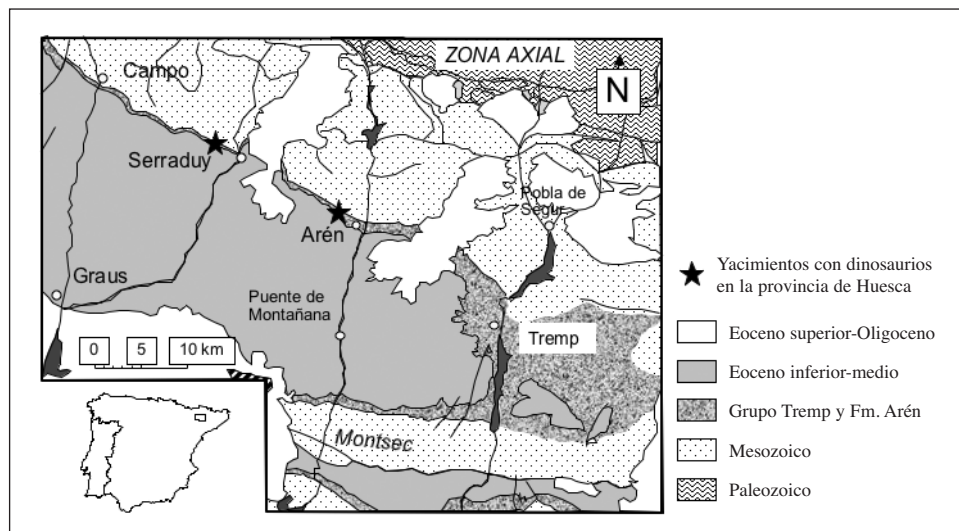 ZONA AXIAL
Campo
N
Serraduy
Pobla de
Segur
Arén
Graus
Puente de
Montañana
Tremp
0 5 10 km
Montsec
Yacimientos con dinosaurios
en la provincia de Huesca
Eoceno superior-Oligoceno
Eoceno inferior-medio
Grupo Tremp y Fm. Arén
Mesozoico
Paleozoico